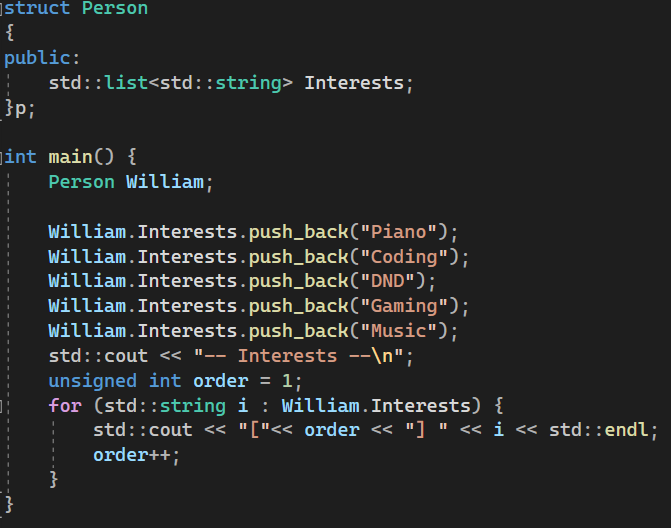 struct Person
{
public:
    std::list<std::string> Interests;
}p;

int main() {
    Person William;

    William.Interests.push_back("Piano");
    William.Interests.push_back("Coding");
    William.Interests.push_back("DND");
    William.Interests.push_back("Gaming");
    William.Interests.push_back("Music");
    std::cout << "-- Interests --\n";
    unsigned int order = 1;
    for (std::string i : William.Interests) {
        std::cout << "["<< order << "] " << i << std::endl;
        order++;
    }
}